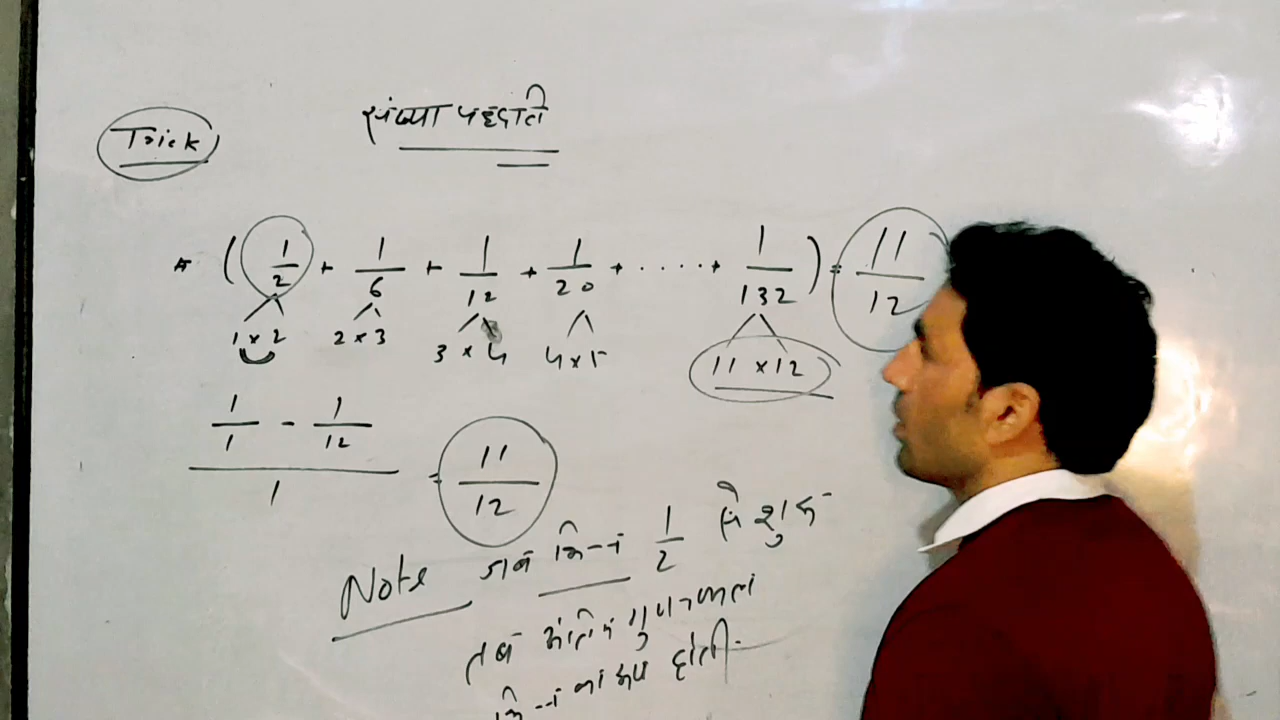 संख्या पद्धति
Trick
( 1/2 + 1/6 + 1/12 + 1/20 + ..... + 1/132 ) = 11/12
1 x 2 2 x 3 3 x 4 4 x 5 11 x 12
1/1 - 1/12
1
= 11/12
Note जब भिन्न 1/2 से शुरू
तब अंतिम गुणनखण्ड
भिन्न का रूप होती